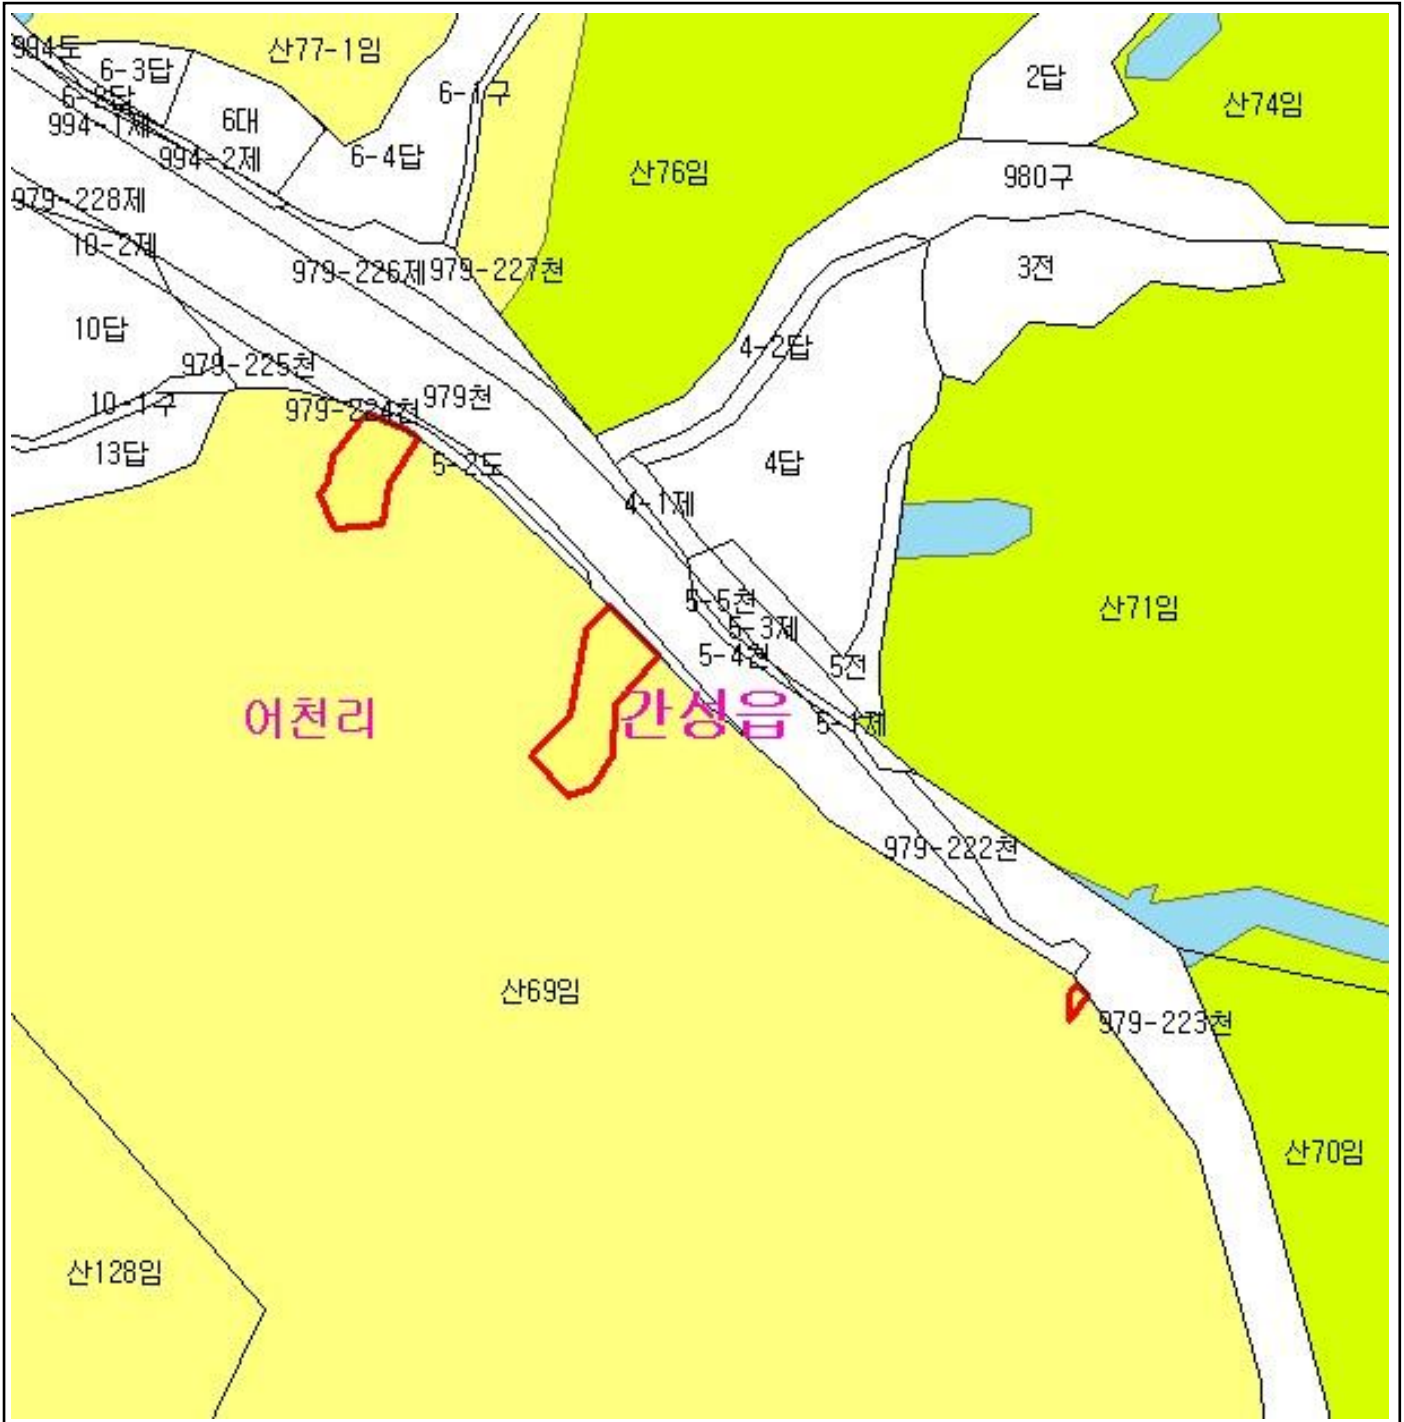 994도
산77-1임
6-3답
6-2답
6-1구
2답
산74임
994-1제
6대
994-2제
6-4답
산76임
980구
979-228제
10-2제
979-226제
979-227천
3전
10답
4-2답
979-225천
979천
10-1구
979-224천
13답
5-2도
4답
4-1제
5-5천
산71임
5-3제
5-4천
5전
어천리
간성읍
5-1제
979-222천
산69임
979-223천
산70임
산128임